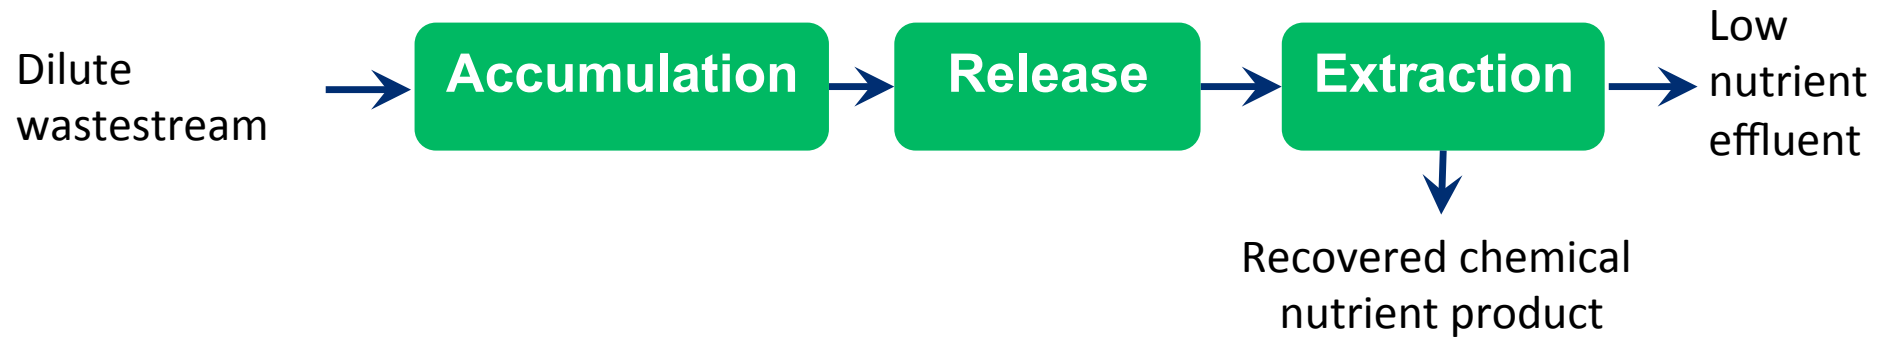 Dilute
wastestream
Accumulation
Release
Extraction
Low
nutrient
effluent
Recovered chemical
nutrient product